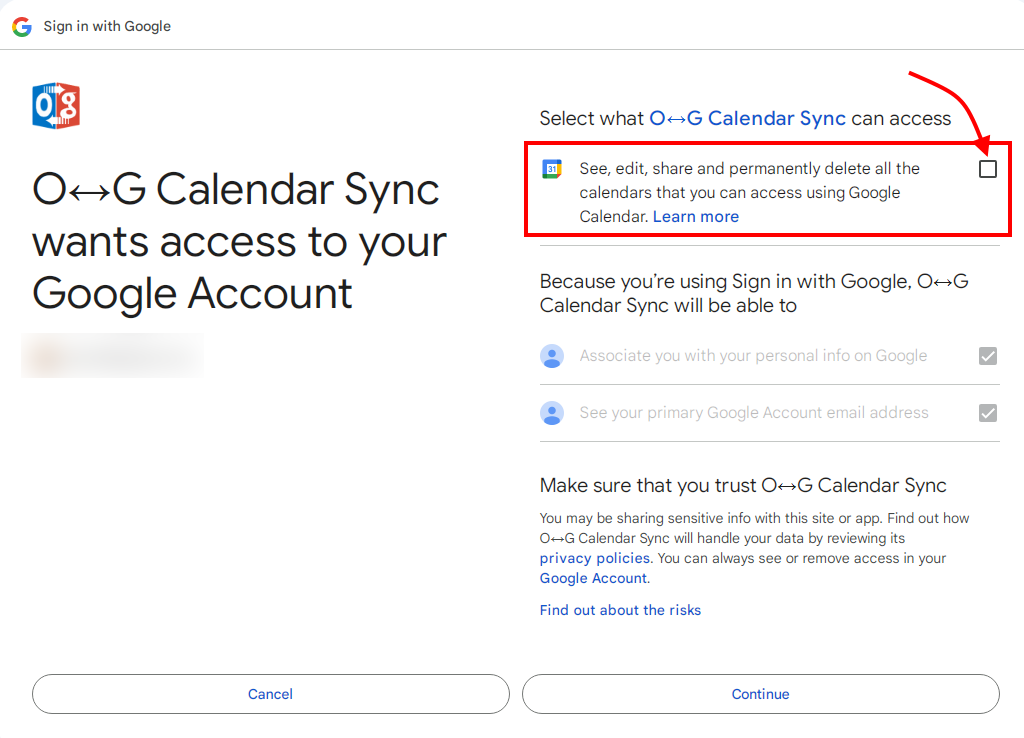 Sign in with Google
O g
O↔G Calendar Sync
wants access to your
Google Account
Select what O↔G Calendar Sync can access
31
See, edit, share and permanently delete all the
calendars that you can access using Google
Calendar. Learn more
Because you’re using Sign in with Google, O↔G
Calendar Sync will be able to
Associate you with your personal info on Google
See your primary Google Account email address
Make sure that you trust O↔G Calendar Sync
You may be sharing sensitive info with this site or app. Find out how
O↔G Calendar Sync will handle your data by reviewing its
privacy policies. You can always see or remove access in your
Google Account.
Find out about the risks
Cancel
Continue